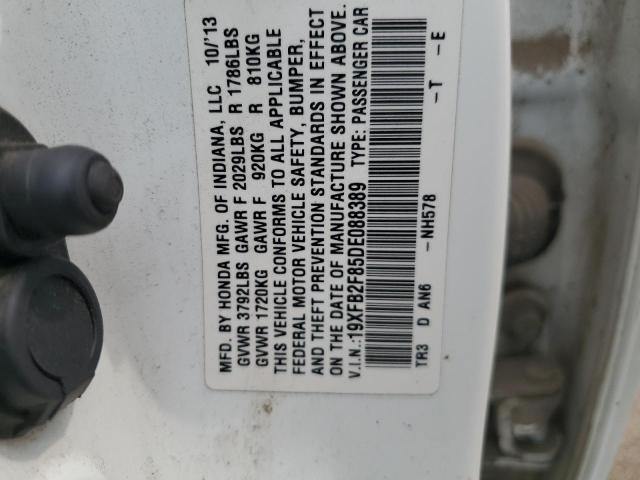 MFD. BY HONDA MFG. OF INDIANA, LLC 10/'13
GVWR 3792LBS GAWR F 2029LBS R 1786LBS
GVWR 1720KG GAWR F 920KG R 810KG
THIS VEHICLE CONFORMS TO ALL APPLICABLE
FEDERAL MOTOR VEHICLE SAFETY, BUMPER,
AND THEFT PREVENTION STANDARDS IN EFFECT
ON THE DATE OF MANUFACTURE SHOWN ABOVE.
V.I.N.:19XFB2F85DE088389 TYPE: PASSENGER CAR
TR3 D AN6 -NH578 -T -E